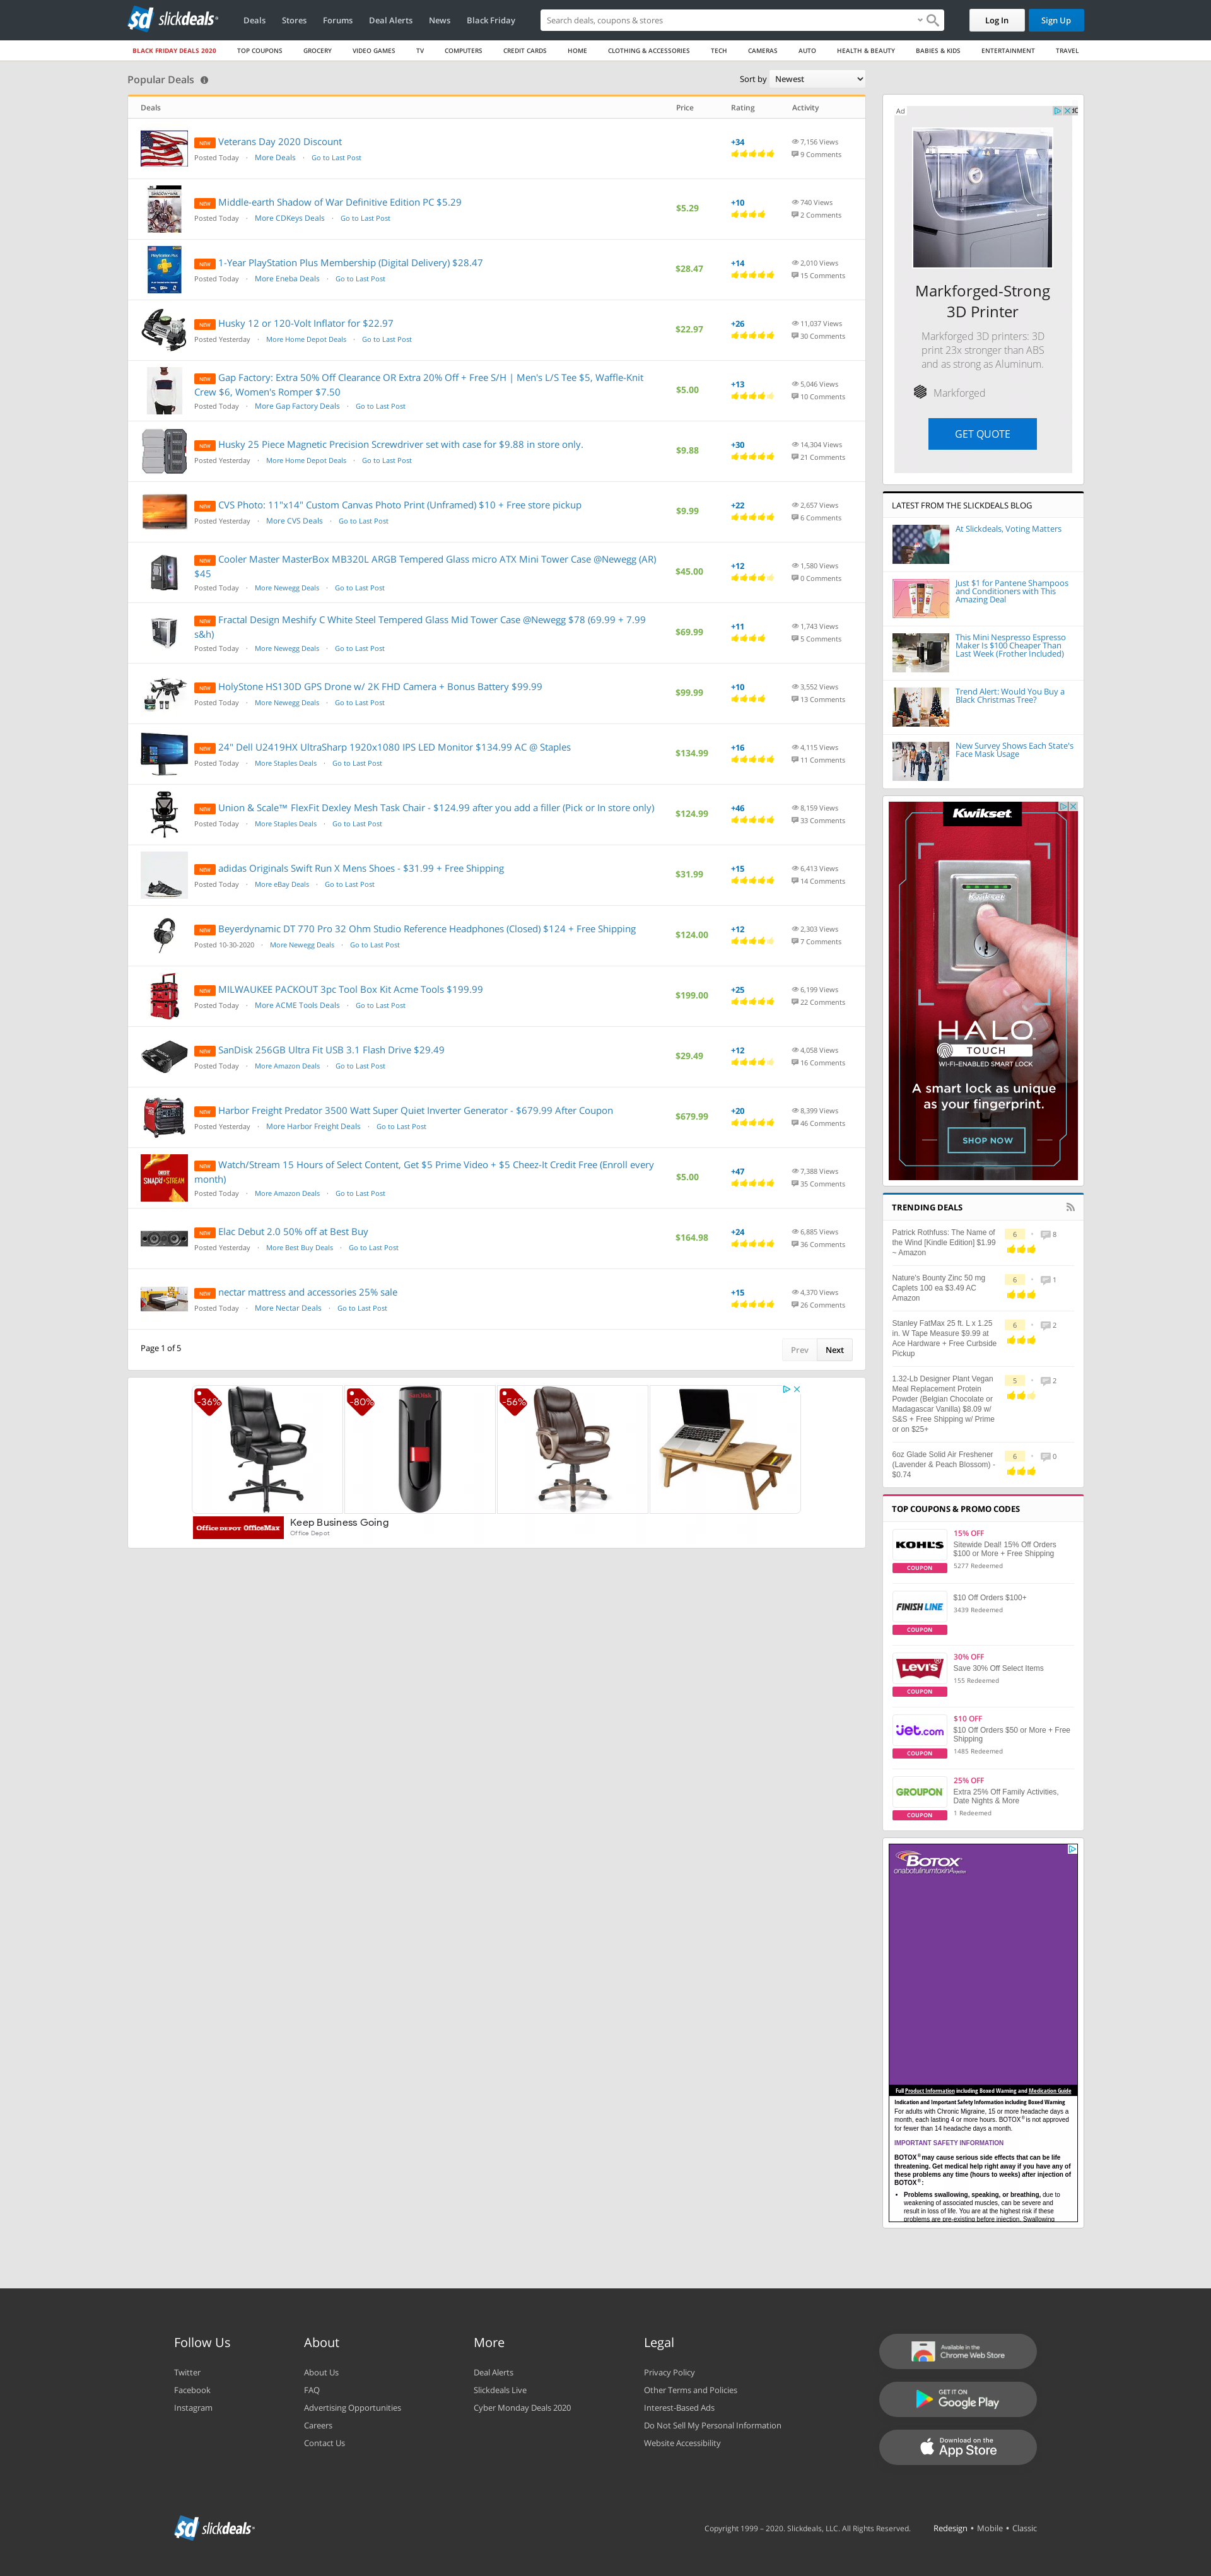 sd slickdeals
Deals Stores Forums Deal Alerts News Black Friday
Search deals, coupons & stores
Log In
Sign Up
BLACK FRIDAY DEALS 2020 TOP COUPONS GROCERY VIDEO GAMES TV COMPUTERS CREDIT CARDS HOME CLOTHING & ACCESSORIES TECH CAMERAS AUTO HEALTH & BEAUTY BABIES & KIDS ENTERTAINMENT TRAVEL
Popular Deals
Sort by Newest
Deals Price Rating Activity
NEW Veterans Day 2020 Discount
Posted Today · More Deals · Go to Last Post
+34
7,156 Views
9 Comments
NEW Middle-earth Shadow of War Definitive Edition PC $5.29
Posted Today · More CDKeys Deals · Go to Last Post
$5.29
+10
740 Views
2 Comments
NEW 1-Year PlayStation Plus Membership (Digital Delivery) $28.47
Posted Today · More Eneba Deals · Go to Last Post
$28.47
+14
2,010 Views
15 Comments
NEW Husky 12 or 120-Volt Inflator for $22.97
Posted Yesterday · More Home Depot Deals · Go to Last Post
$22.97
+26
11,037 Views
30 Comments
NEW Gap Factory: Extra 50% Off Clearance OR Extra 20% Off + Free S/H | Men's L/S Tee $5, Waffle-Knit
Crew $6, Women's Romper $7.50
Posted Today · More Gap Factory Deals · Go to Last Post
$5.00
+13
5,046 Views
10 Comments
NEW Husky 25 Piece Magnetic Precision Screwdriver set with case for $9.88 in store only.
Posted Yesterday · More Home Depot Deals · Go to Last Post
$9.88
+30
14,304 Views
21 Comments
NEW CVS Photo: 11"x14" Custom Canvas Photo Print (Unframed) $10 + Free store pickup
Posted Yesterday · More CVS Deals · Go to Last Post
$9.99
+22
2,657 Views
6 Comments
NEW Cooler Master MasterBox MB320L ARGB Tempered Glass micro ATX Mini Tower Case @Newegg (AR)
$45
Posted Today · More Newegg Deals · Go to Last Post
$45.00
+12
1,580 Views
0 Comments
NEW Fractal Design Meshify C White Steel Tempered Glass Mid Tower Case @Newegg $78 (69.99 + 7.99
s&h)
Posted Today · More Newegg Deals · Go to Last Post
$69.99
+11
1,743 Views
5 Comments
NEW HolyStone HS130D GPS Drone w/ 2K FHD Camera + Bonus Battery $99.99
Posted Today · More Newegg Deals · Go to Last Post
$99.99
+10
3,552 Views
13 Comments
NEW 24" Dell U2419HX UltraSharp 1920x1080 IPS LED Monitor $134.99 AC @ Staples
Posted Today · More Staples Deals · Go to Last Post
$134.99
+16
4,115 Views
11 Comments
NEW Union & Scale™ FlexFit Dexley Mesh Task Chair - $124.99 after you add a filler (Pick or In store only)
Posted Today · More Staples Deals · Go to Last Post
$124.99
+46
8,159 Views
33 Comments
NEW adidas Originals Swift Run X Mens Shoes - $31.99 + Free Shipping
Posted Today · More eBay Deals · Go to Last Post
$31.99
+15
6,413 Views
14 Comments
NEW Beyerdynamic DT 770 Pro 32 Ohm Studio Reference Headphones (Closed) $124 + Free Shipping
Posted 10-30-2020 · More Newegg Deals · Go to Last Post
$124.00
+12
2,303 Views
7 Comments
NEW MILWAUKEE PACKOUT 3pc Tool Box Kit Acme Tools $199.99
Posted Today · More ACME Tools Deals · Go to Last Post
$199.00
+25
6,199 Views
22 Comments
NEW SanDisk 256GB Ultra Fit USB 3.1 Flash Drive $29.49
Posted Today · More Amazon Deals · Go to Last Post
$29.49
+12
4,058 Views
16 Comments
NEW Harbor Freight Predator 3500 Watt Super Quiet Inverter Generator - $679.99 After Coupon
Posted Yesterday · More Harbor Freight Deals · Go to Last Post
$679.99
+20
8,399 Views
46 Comments
NEW Watch/Stream 15 Hours of Select Content, Get $5 Prime Video + $5 Cheez-It Credit Free (Enroll every
month)
Posted Today · More Amazon Deals · Go to Last Post
$5.00
+47
7,388 Views
35 Comments
NEW Elac Debut 2.0 50% off at Best Buy
Posted Yesterday · More Best Buy Deals · Go to Last Post
$164.98
+24
6,885 Views
36 Comments
NEW nectar mattress and accessories 25% sale
Posted Today · More Nectar Deals · Go to Last Post
+15
4,370 Views
26 Comments
Page 1 of 5
Prev Next
-36% -80% -56%
Office DEPOT OfficeMax
Keep Business Going
Office Depot
Ad
Markforged-Strong
3D Printer
Markforged 3D printers: 3D
print 23x stronger than ABS
and as strong as Aluminum.
Markforged
GET QUOTE
LATEST FROM THE SLICKDEALS BLOG
At Slickdeals, Voting Matters
Just $1 for Pantene Shampoos
and Conditioners with This
Amazing Deal
This Mini Nespresso Espresso
Maker Is $100 Cheaper Than
Last Week (Frother Included)
Trend Alert: Would You Buy a
Black Christmas Tree?
New Survey Shows Each State's
Face Mask Usage
Kwikset
Kwikset
HALO
TOUCH
WI-FI-ENABLED SMART LOCK
A smart lock as unique
as your fingerprint.
SHOP NOW
TRENDING DEALS
Patrick Rothfuss: The Name of
the Wind [Kindle Edition] $1.99
~ Amazon
6 · 8
Nature's Bounty Zinc 50 mg
Caplets 100 ea $3.49 AC
Amazon
6 · 1
Stanley FatMax 25 ft. L x 1.25
in. W Tape Measure $9.99 at
Ace Hardware + Free Curbside
Pickup
6 · 2
1.32-Lb Designer Plant Vegan
Meal Replacement Protein
Powder (Belgian Chocolate or
Madagascar Vanilla) $8.09 w/
S&S + Free Shipping w/ Prime
or on $25+
5 · 2
6oz Glade Solid Air Freshener
(Lavender & Peach Blossom) -
$0.74
6 · 0
TOP COUPONS & PROMO CODES
KOHL'S
COUPON
15% OFF
Sitewide Deal! 15% Off Orders
$100 or More + Free Shipping
5277 Redeemed
FINISH LINE
COUPON
$10 Off Orders $100+
3439 Redeemed
LEVI'S
COUPON
30% OFF
Save 30% Off Select Items
155 Redeemed
jet.com
COUPON
$10 OFF
$10 Off Orders $50 or More + Free
Shipping
1485 Redeemed
GROUPON
COUPON
25% OFF
Extra 25% Off Family Activities,
Date Nights & More
1 Redeemed
BOTOX
onabotulinumtoxinA
Full Product Information including Boxed Warning and Medication Guide
Indication and Important Safety Information including Boxed Warning
For adults with Chronic Migraine, 15 or more headache days a
month, each lasting 4 or more hours. BOTOX® is not approved
for fewer than 14 headache days a month.
IMPORTANT SAFETY INFORMATION
BOTOX® may cause serious side effects that can be life
threatening. Get medical help right away if you have any of
these problems any time (hours to weeks) after injection of
BOTOX®:
• Problems swallowing, speaking, or breathing, due to
weakening of associated muscles, can be severe and
result in loss of life. You are at the highest risk if these
problems are pre-existing before injection. Swallowing
Follow Us
Twitter
Facebook
Instagram
About
About Us
FAQ
Advertising Opportunities
Careers
Contact Us
More
Deal Alerts
Slickdeals Live
Cyber Monday Deals 2020
Legal
Privacy Policy
Other Terms and Policies
Interest-Based Ads
Do Not Sell My Personal Information
Website Accessibility
Available in the
Chrome Web Store
GET IT ON
Google Play
Download on the
App Store
sd slickdeals
Copyright 1999 – 2020. Slickdeals, LLC. All Rights Reserved.
Redesign • Mobile • Classic